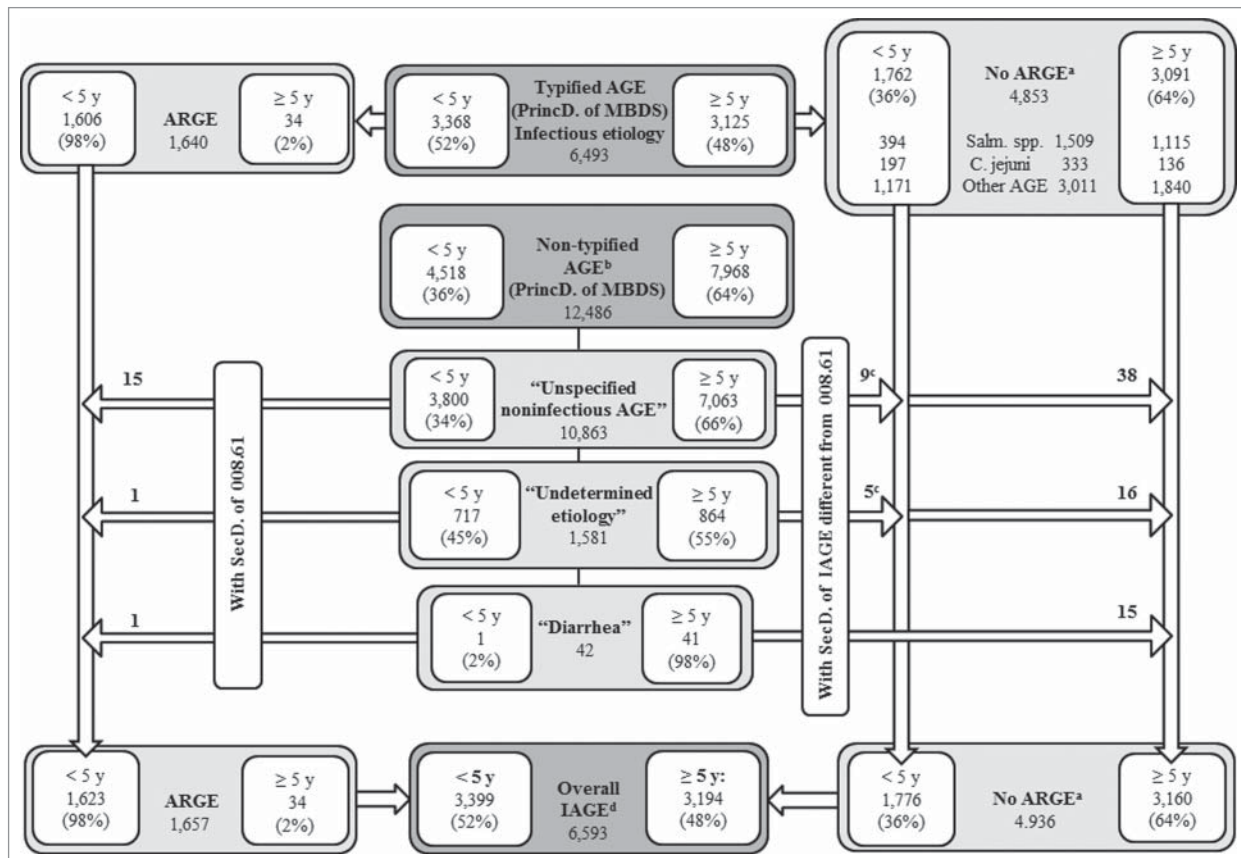 < 5 y
1,606
(98%)
ARGE
1,640
≥ 5 y
34
(2%)
< 5 y
3,368
(52%)
Typified AGE
(PrincD. of MBDS)
Infectious etiology
6,493
≥ 5 y
3,125
(48%)
< 5 y
1,762
(36%)
394
197
1,171
No ARGEᵃ
4,853
Salm. spp. 1,509
C. jejuni 333
Other AGE 3,011
≥ 5 y
3,091
(64%)
1,115
136
1,840
< 5 y
4,518
(36%)
Non-typified
AGEᵇ
(PrincD. of MBDS)
12,486
≥ 5 y
7,968
(64%)
15
With SecD. of 008.61
< 5 y
3,800
(34%)
“Unspecified
noninfectious AGE”
10,863
≥ 5 y
7,063
(66%)
With SecD. of IAGE different from 008.61
9ᶜ
38
1
< 5 y
717
(45%)
“Undetermined
etiology”
1,581
≥ 5 y
864
(55%)
5ᶜ
16
1
< 5 y
1
(2%)
“Diarrhea”
42
≥ 5 y
41
(98%)
15
< 5 y
1,623
(98%)
ARGE
1,657
≥ 5 y
34
(2%)
< 5 y
3,399
(52%)
Overall
IAGEᵈ
6,593
≥ 5 y:
3,194
(48%)
< 5 y
1,776
(36%)
No ARGEᵃ
4.936
≥ 5 y
3,160
(64%)